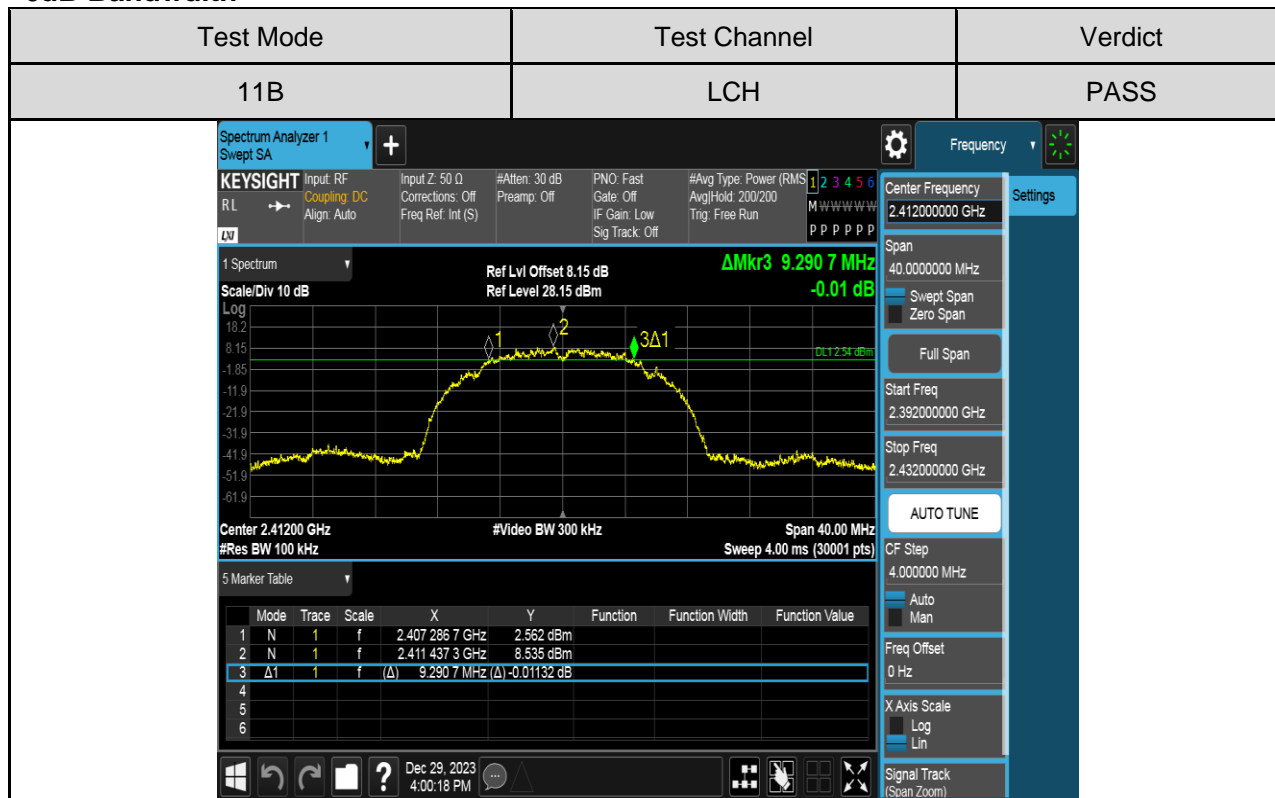 Test Mode Test Channel Verdict
11B LCH PASS
Spectrum Analyzer 1
Swept SA
+
Frequency
KEYSIGHT Input: RF Input Z: 50 Ω #Atten: 30 dB PNO: Fast #Avg Type: Power (RMS 1 2 3 4 5 6
RL Coupling: DC Corrections: Off Preamp: Off Gate: Off Avg|Hold: 200/200 M W W W W W
Align: Auto Freq Ref: Int (S) IF Gain: Low Trig: Free Run
LXI Sig Track: Off P P P P P P
1 Spectrum Ref Lvl Offset 8.15 dB ΔMkr3 9.290 7 MHz
Scale/Div 10 dB Ref Level 28.15 dBm -0.01 dB
Log
18.2
8.15
-1.85
-11.9
-21.9
-31.9
-41.9
-51.9
-61.9
1
2
3Δ1
DL1 2.54 dBm
Center 2.41200 GHz #Video BW 300 kHz Span 40.00 MHz
#Res BW 100 kHz Sweep 4.00 ms (30001 pts)
5 Marker Table
Mode Trace Scale X Y Function Function Width Function Value
1 N 1 f 2.407 286 7 GHz 2.562 dBm
2 N 1 f 2.411 437 3 GHz 8.535 dBm
3 Δ1 1 f (Δ) 9.290 7 MHz (Δ) -0.01132 dB
4
5
6
?
Dec 29, 2023
4:00:18 PM
Settings
Center Frequency
2.412000000 GHz
Span
40.0000000 MHz
Swept Span
Zero Span
Full Span
Start Freq
2.392000000 GHz
Stop Freq
2.432000000 GHz
AUTO TUNE
CF Step
4.000000 MHz
Auto
Man
Freq Offset
0 Hz
X Axis Scale
Log
Lin
Signal Track
(Span Zoom)